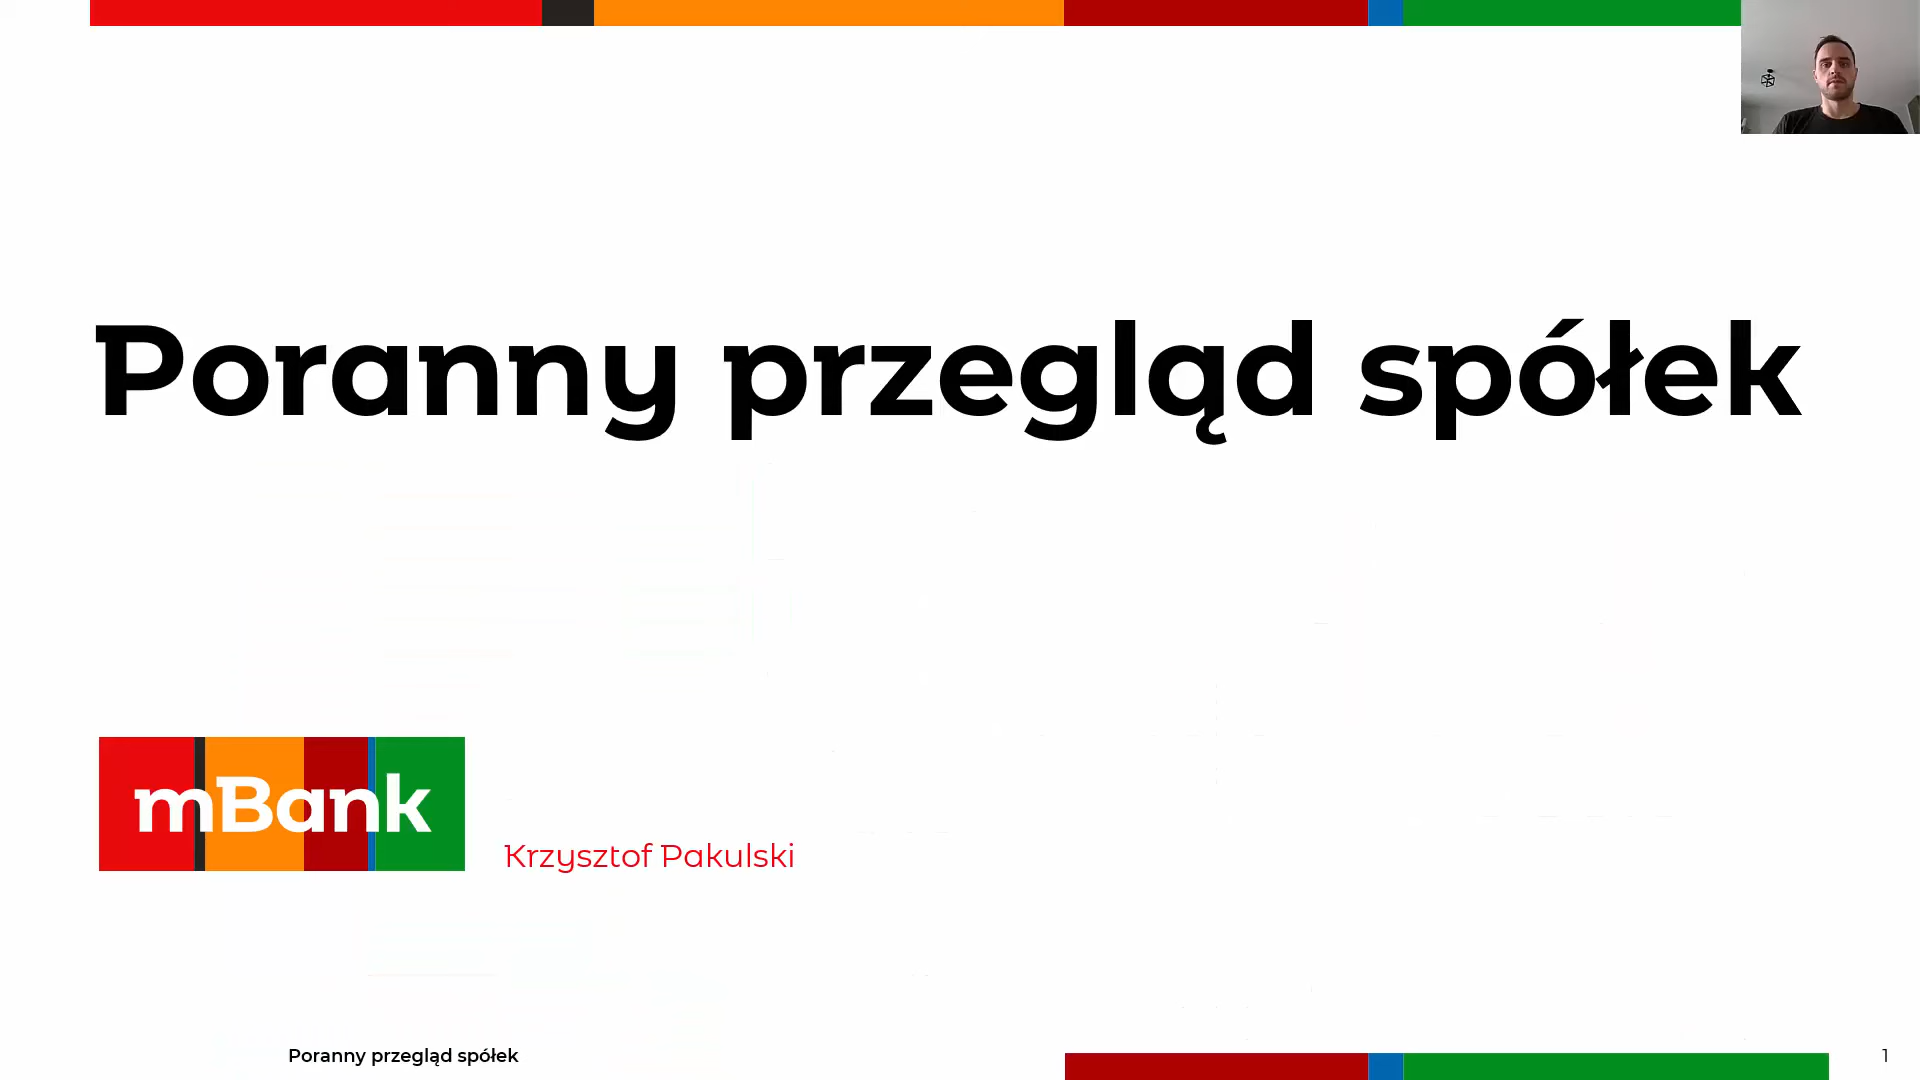 Poranny przegląd spółek
mBank
Krzysztof Pakulski
Poranny przegląd spółek
1